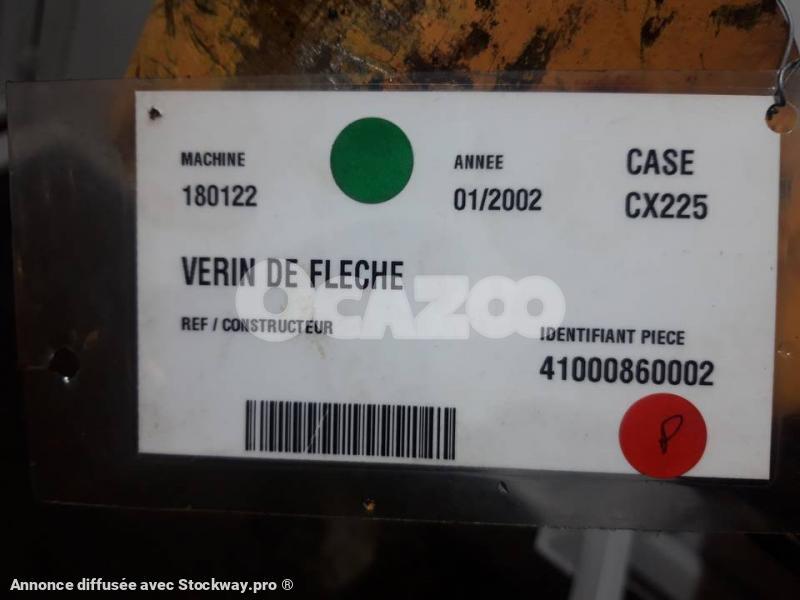 MACHINE
180122
ANNEE
01/2002
CASE
CX225
VERIN DE FLECHE
OCAZOO
REF / CONSTRUCTEUR
IDENTIFIANT PIECE
41000860002
P
Annonce diffusée avec Stockway.pro ®